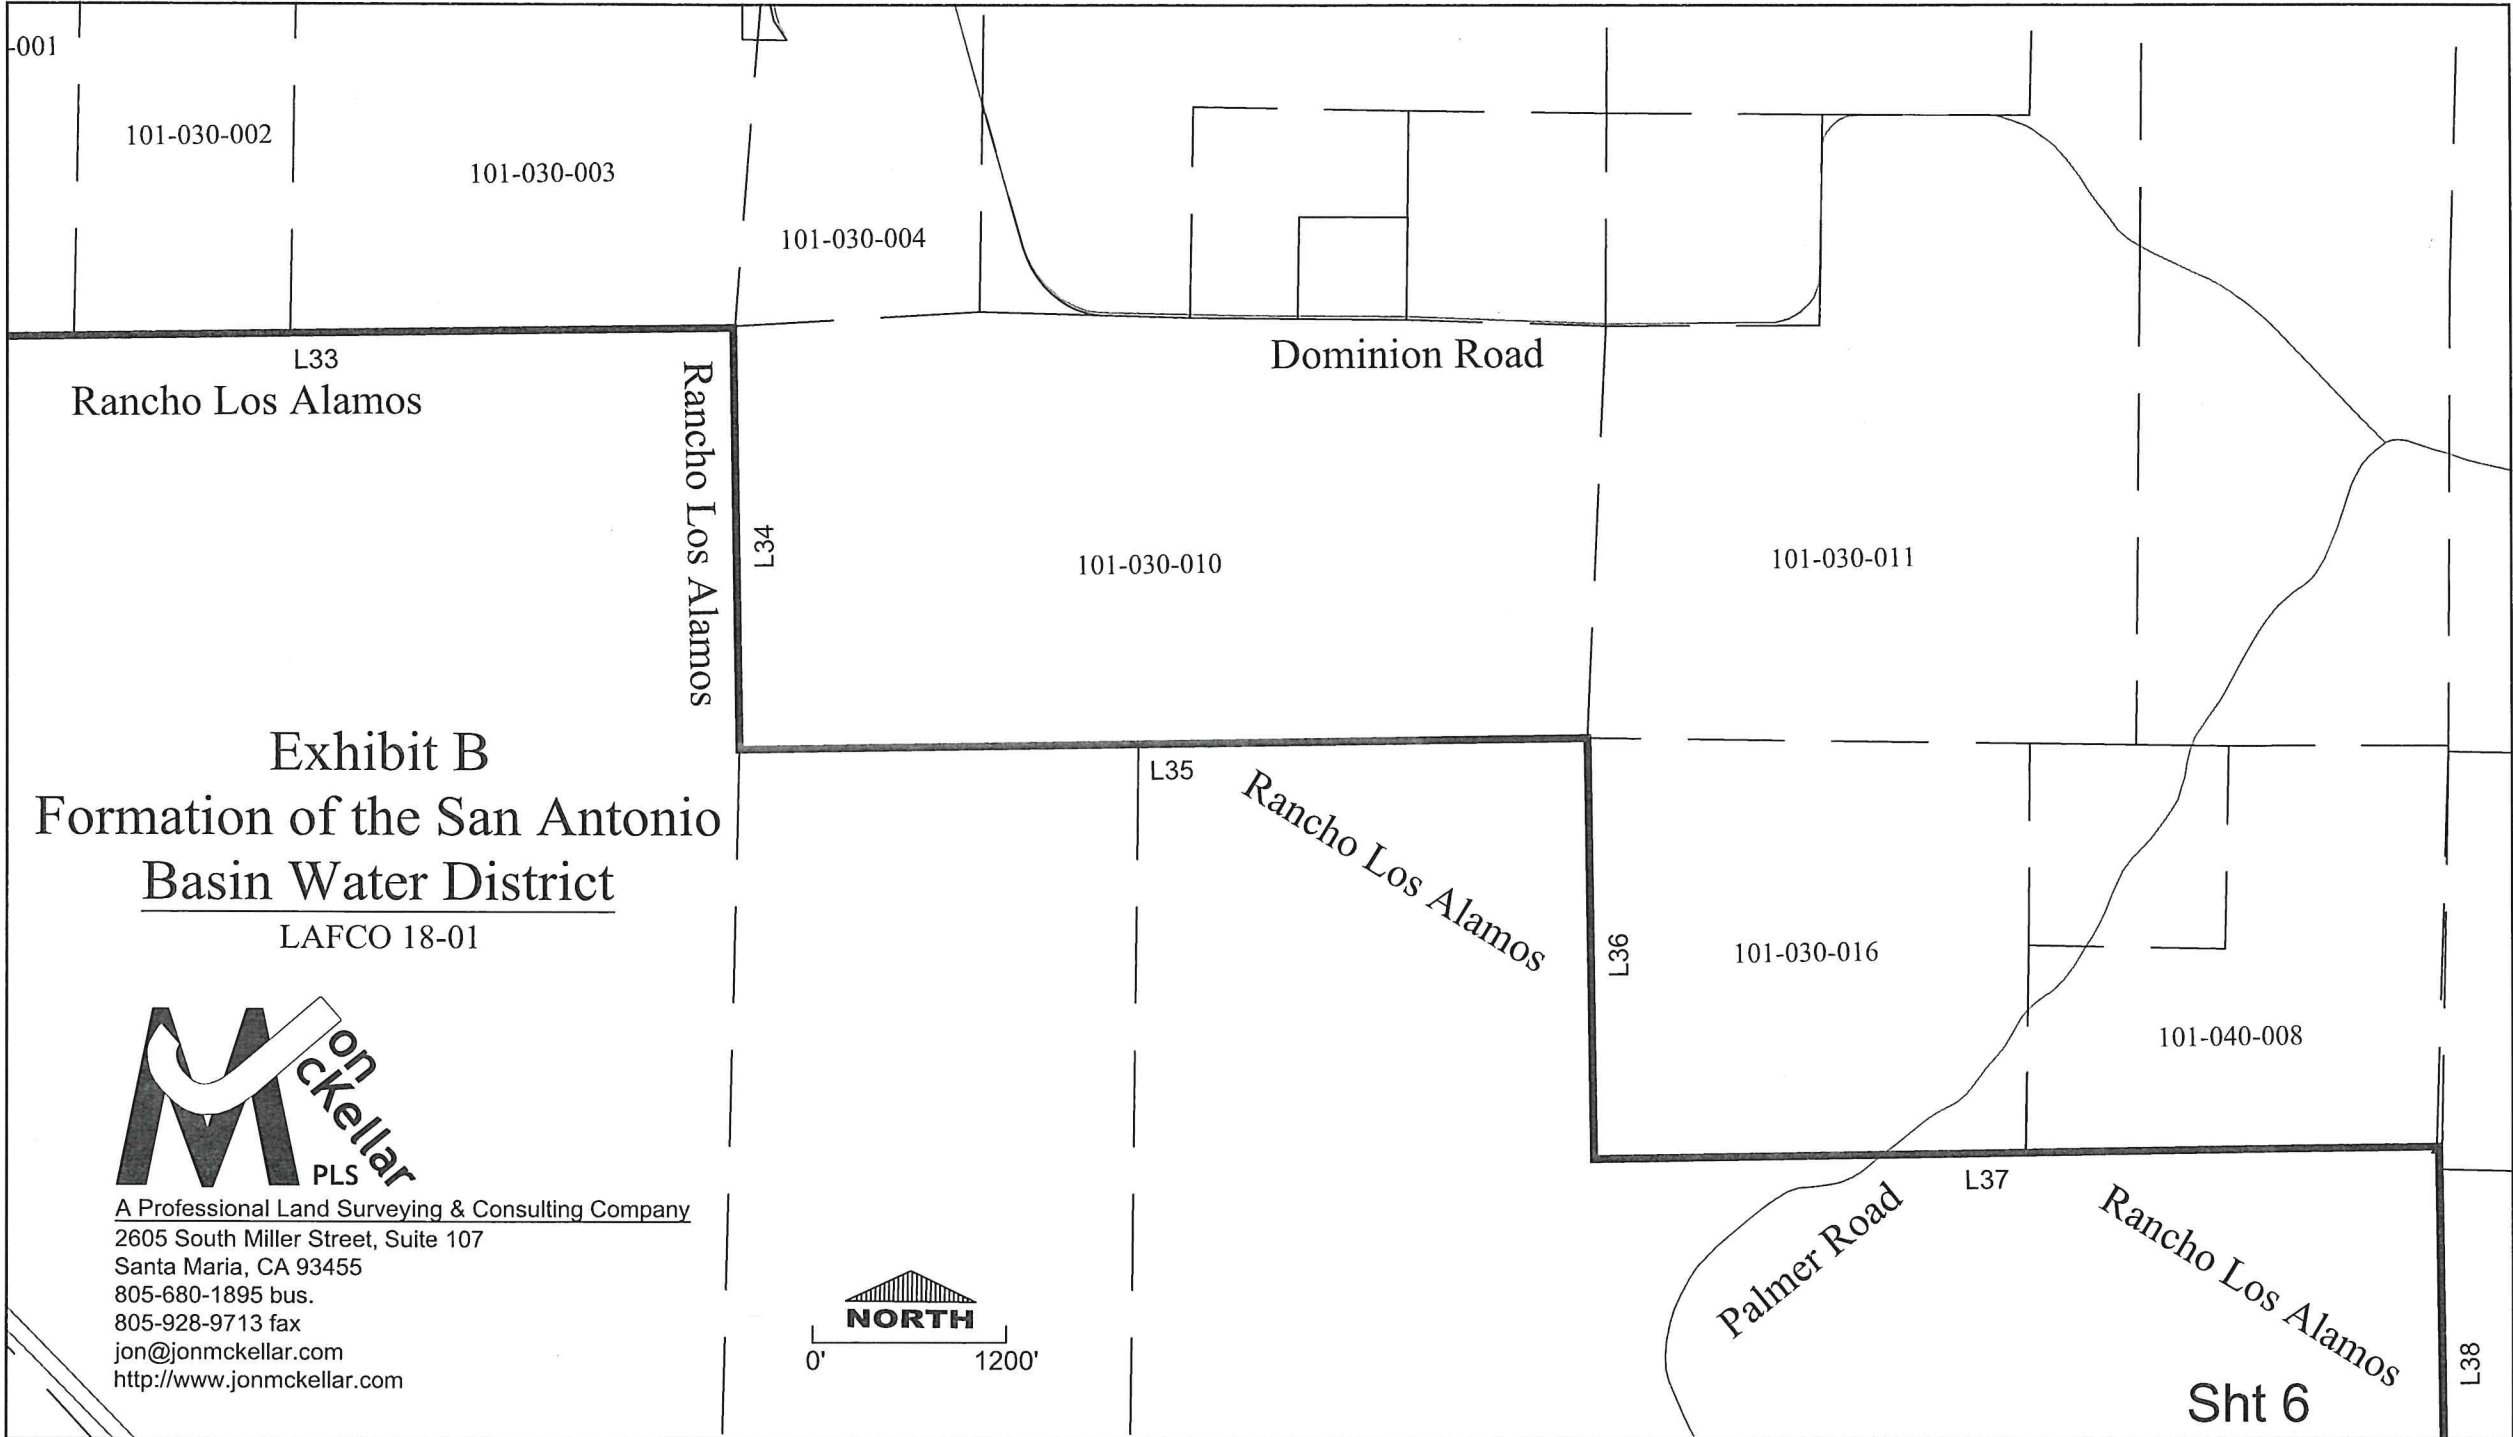 -001
101-030-002
101-030-003
101-030-004
L33
Rancho Los Alamos
Rancho Los Alamos
L34
Dominion Road
101-030-010
101-030-011
Exhibit B
Formation of the San Antonio
Basin Water District
LAFCO 18-01
L35
Rancho Los Alamos
L36
101-030-016
101-040-008
on
cKellar
PLS
A Professional Land Surveying & Consulting Company
2605 South Miller Street, Suite 107
Santa Maria, CA 93455
805-680-1895 bus.
805-928-9713 fax
jon@jonmckellar.com
http://www.jonmckellar.com
NORTH
0' 1200'
L37
Palmer Road
Rancho Los Alamos
L38
Sht 6